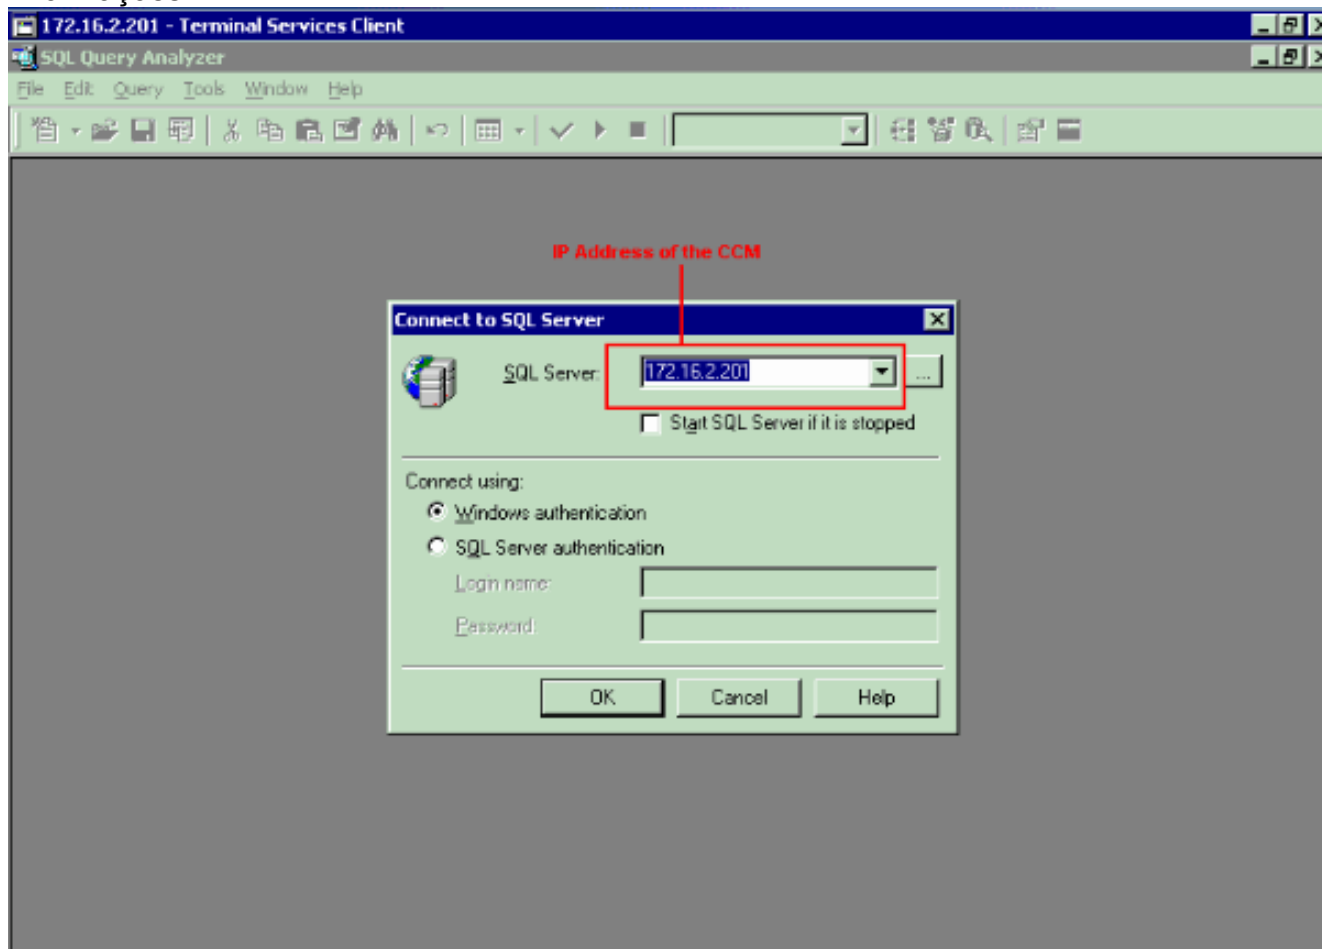 172.16.2.201 - Terminal Services Client
SQL Query Analyzer
File Edit Query Tools Window Help
IP Address of the CCM
Connect to SQL Server
SQL Server:
172.16.2.201
...
Start SQL Server if it is stopped
Connect using:
Windows authentication
SQL Server authentication
Login name:
Password:
OK Cancel Help